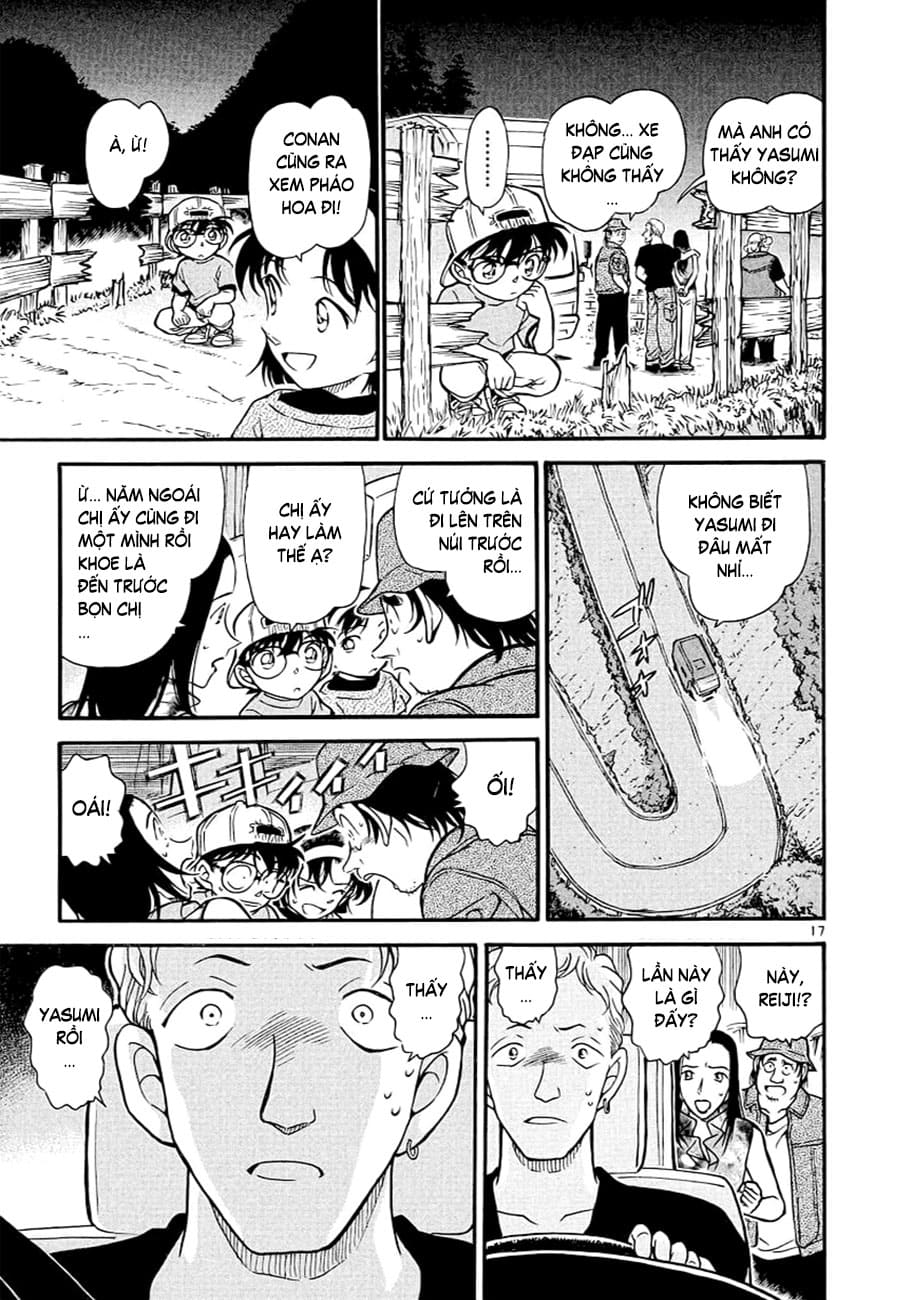 MÀ ANH CÓ
THẤY YASUMI
KHÔNG?
KHÔNG... XE
ĐẠP CŨNG
KHÔNG THẤY
...
.........
CONAN
CŨNG RA
XEM PHÁO
HOA ĐI!
À, Ừ!
KHÔNG BIẾT
YASUMI ĐI
ĐÂU MẤT
NHỈ...
CỨ TƯỞNG LÀ
ĐI LÊN TRÊN
NÚI TRƯỚC
RỒI...
CHỊ ẤY
HAY LÀM
THẾ Ạ?
Ừ... NĂM NGOÁI
CHỊ ẤY CŨNG ĐI
MỘT MÌNH RỒI
KHOE LÀ
ĐẾN TRƯỚC
BỌN CHỊ
...
ỐI!
OÁI!
17
NÀY,
REIJI!?
LẦN NÀY
LÀ GÌ
ĐẤY?
THẤY
...
THẤY
...
YASUMI
RỒI
...